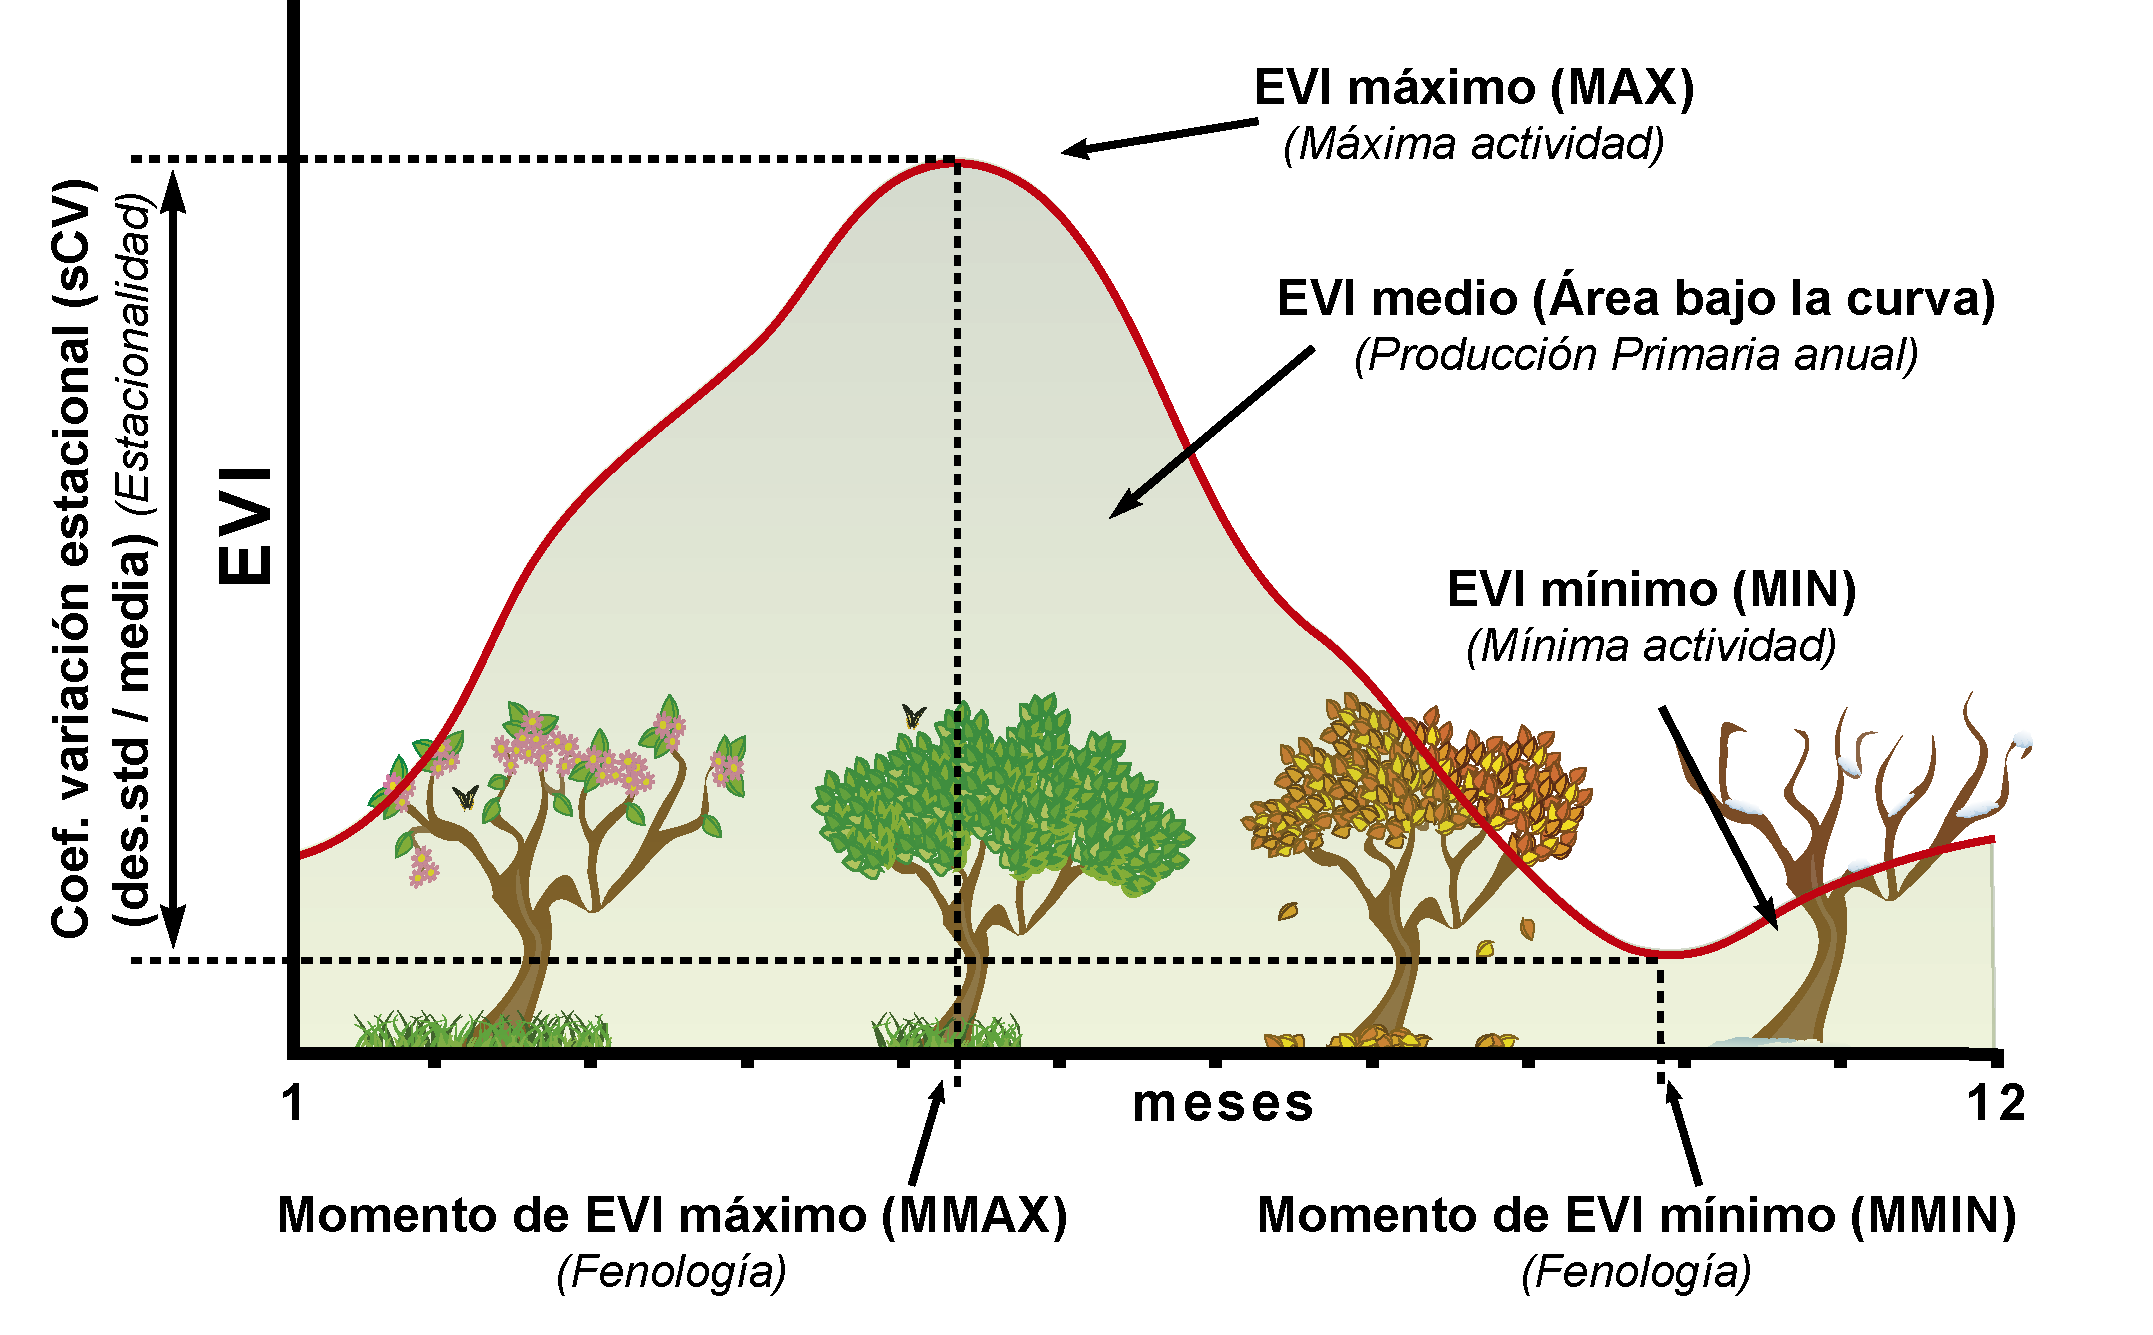 EVI máximo (MAX)
(Máxima actividad)
EVI medio (Área bajo la curva)
(Producción Primaria anual)
EVI mínimo (MIN)
(Mínima actividad)
Coef. variación estacional (sCV)
(des.std / media) (Estacionalidad)
EVI
1
meses
12
Momento de EVI máximo (MMAX)
(Fenología)
Momento de EVI mínimo (MMIN)
(Fenología)